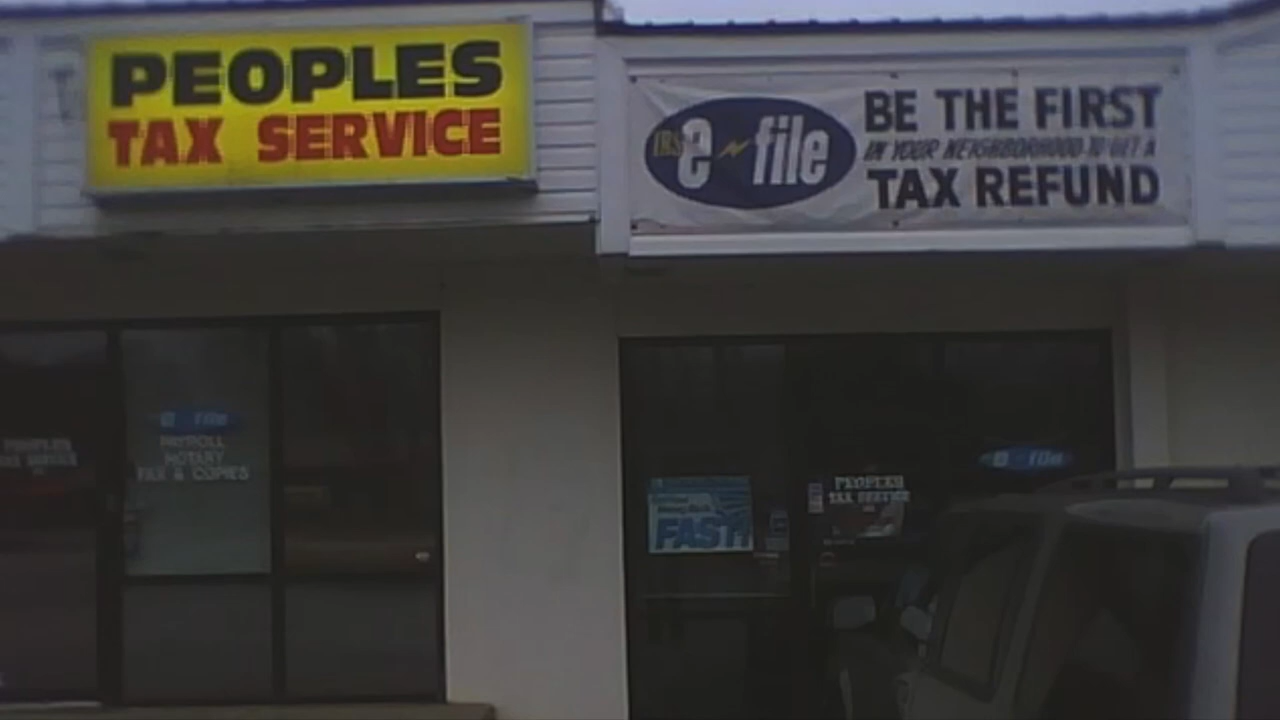 PEOPLES
TAX SERVICE
IRS e file
BE THE FIRST
IN YOUR NEIGHBORHOOD TO GET A
TAX REFUND
e file
PAYROLL
NOTARY
FAX & COPIES
PEOPLES
TAX SERVICE
FAST!
PEOPLES
TAX SERVICE
e file